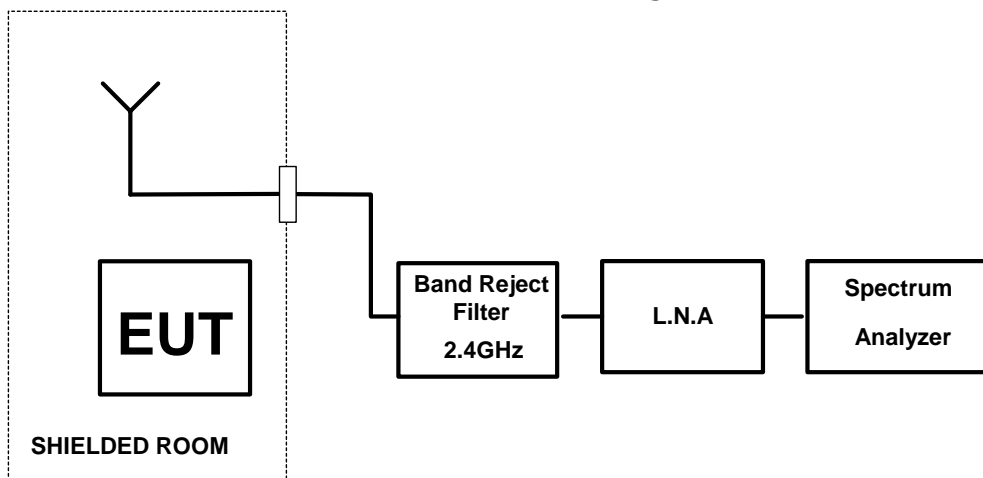 EUT
SHIELDED ROOM
Band Reject
Filter
2.4GHz
L.N.A
Spectrum
Analyzer